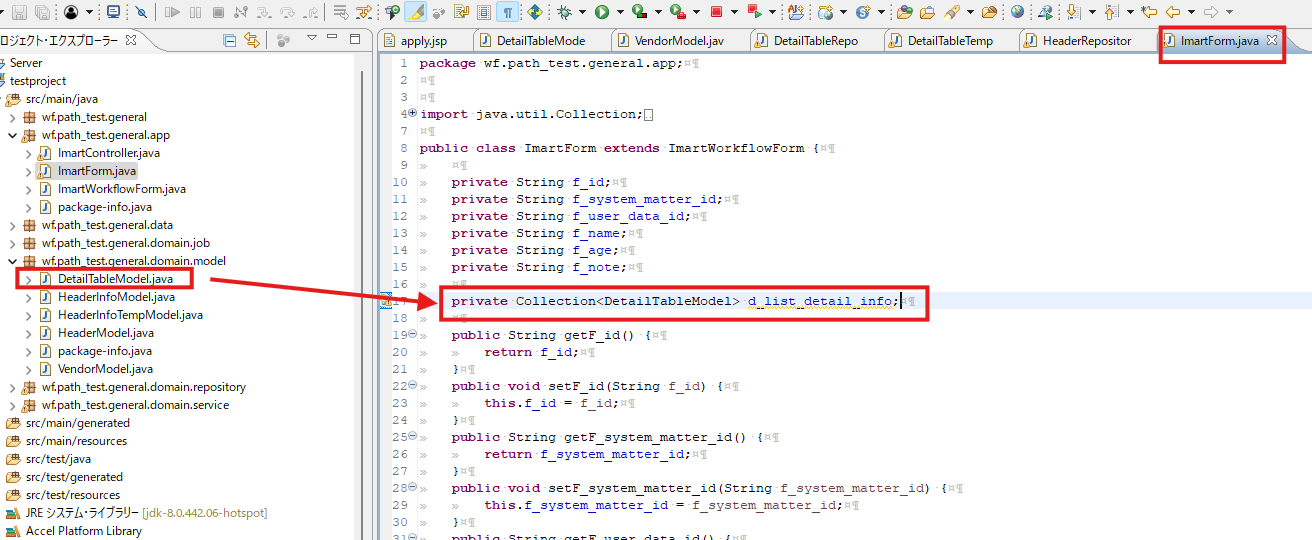 プロジェクト・エクスプローラー
Server
testproject
src/main/java
wf.path_test.general
wf.path_test.general.app
ImartController.java
ImartForm.java
ImartWorkflowForm.java
package-info.java
wf.path_test.general.data
wf.path_test.general.domain.job
wf.path_test.general.domain.model
DetailTableModel.java
HeaderInfoModel.java
HeaderInfoTempModel.java
HeaderModel.java
package-info.java
VendorModel.java
wf.path_test.general.domain.repository
wf.path_test.general.domain.service
src/main/generated
src/main/resources
src/test/java
src/test/generated
src/test/resources
JRE システム・ライブラリー [jdk-8.0.442.06-hotspot]
Accel Platform Library
apply.jsp DetailTableMode VendorModel.jav DetailTableRepo DetailTableTemp HeaderRepositor ImartForm.java
1 package wf.path_test.general.app;¤¶
2 ¤¶
3 ¤¶
4 import java.util.Collection;
7 ¤¶
8 public class ImartForm extends ImartWorkflowForm {¤¶
9 » ¤¶
10 » private String f_id;¤¶
11 » private String f_system_matter_id;¤¶
12 » private String f_user_data_id;¤¶
13 » private String f_name;¤¶
14 » private String f_age;¤¶
15 » private String f_note;¤¶
16 » ¤¶
17 private Collection<DetailTableModel> d_list_detail_info;¤¶
18 » ¤¶
19 » public String getF_id() {¤¶
20 » » return f_id;¤¶
21 » }¤¶
22 » public void setF_id(String f_id) {¤¶
23 » » this.f_id = f_id;¤¶
24 » }¤¶
25 » public String getF_system_matter_id() {¤¶
26 » » return f_system_matter_id;¤¶
27 » }¤¶
28 » public void setF_system_matter_id(String f_system_matter_id) {¤¶
29 » » this.f_system_matter_id = f_system_matter_id;¤¶
30 » }¤¶
31 » public String getF_user_data_id() {¤¶